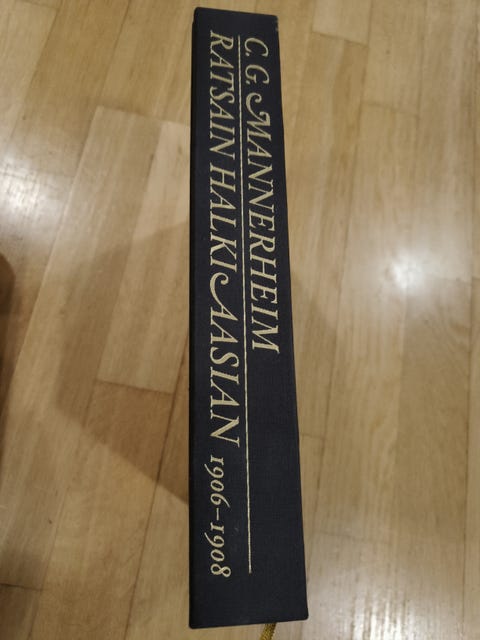 C. G. MANNERHEIM
RATSAIN HALKI AASIAN 1906–1908